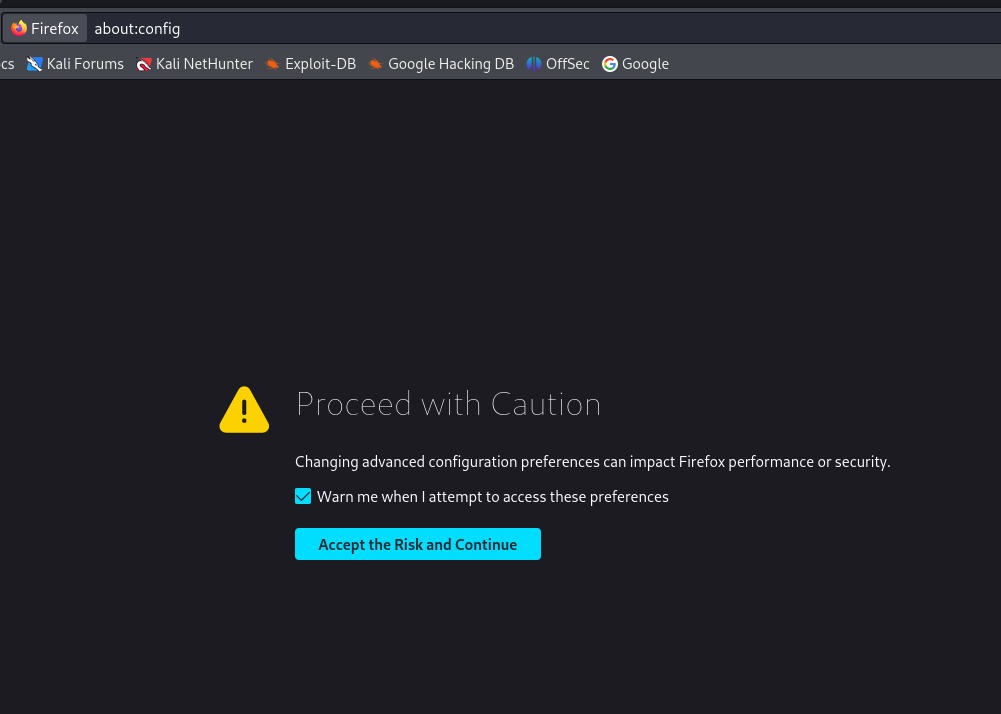 Firefox about:config
cs Kali Forums Kali NetHunter Exploit-DB Google Hacking DB OffSec Google
Proceed with Caution
Changing advanced configuration preferences can impact Firefox performance or security.
Warn me when I attempt to access these preferences
Accept the Risk and Continue